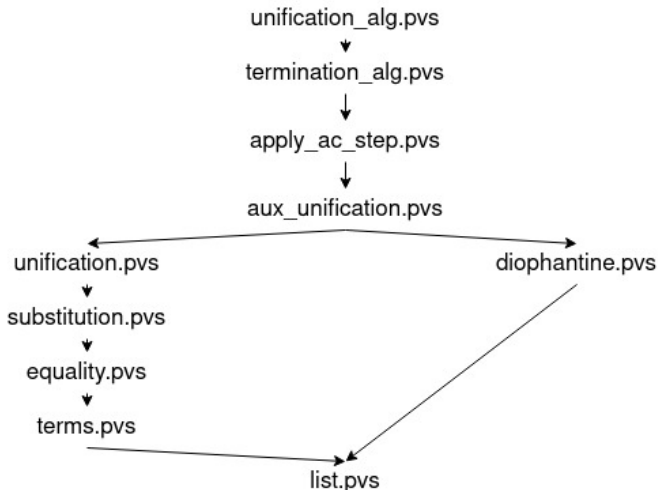 unification_alg.pvs
termination_alg.pvs
apply_ac_step.pvs
aux_unification.pvs
unification.pvs
diophantine.pvs
substitution.pvs
equality.pvs
terms.pvs
list.pvs